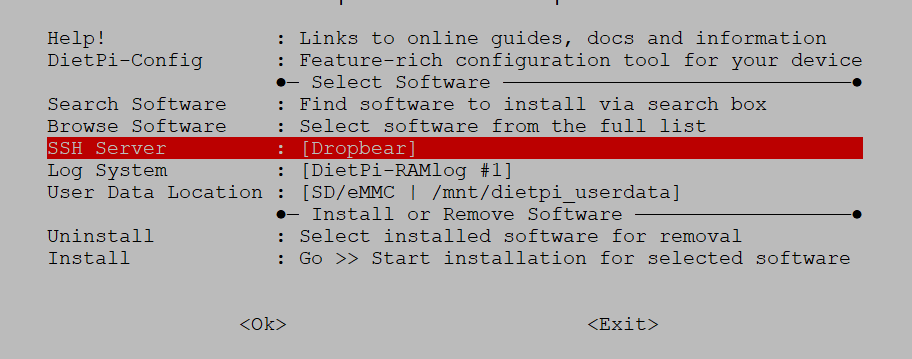 Help! : Links to online guides, docs and information
DietPi-Config : Feature-rich configuration tool for your device
●─ Select Software ─────────────────────────────●
Search Software : Find software to install via search box
Browse Software : Select software from the full list
SSH Server : [Dropbear]
Log System : [DietPi-RAMlog #1]
User Data Location : [SD/eMMC | /mnt/dietpi_userdata]
●─ Install or Remove Software ──────────────────●
Uninstall : Select installed software for removal
Install : Go >> Start installation for selected software
<Ok> <Exit>